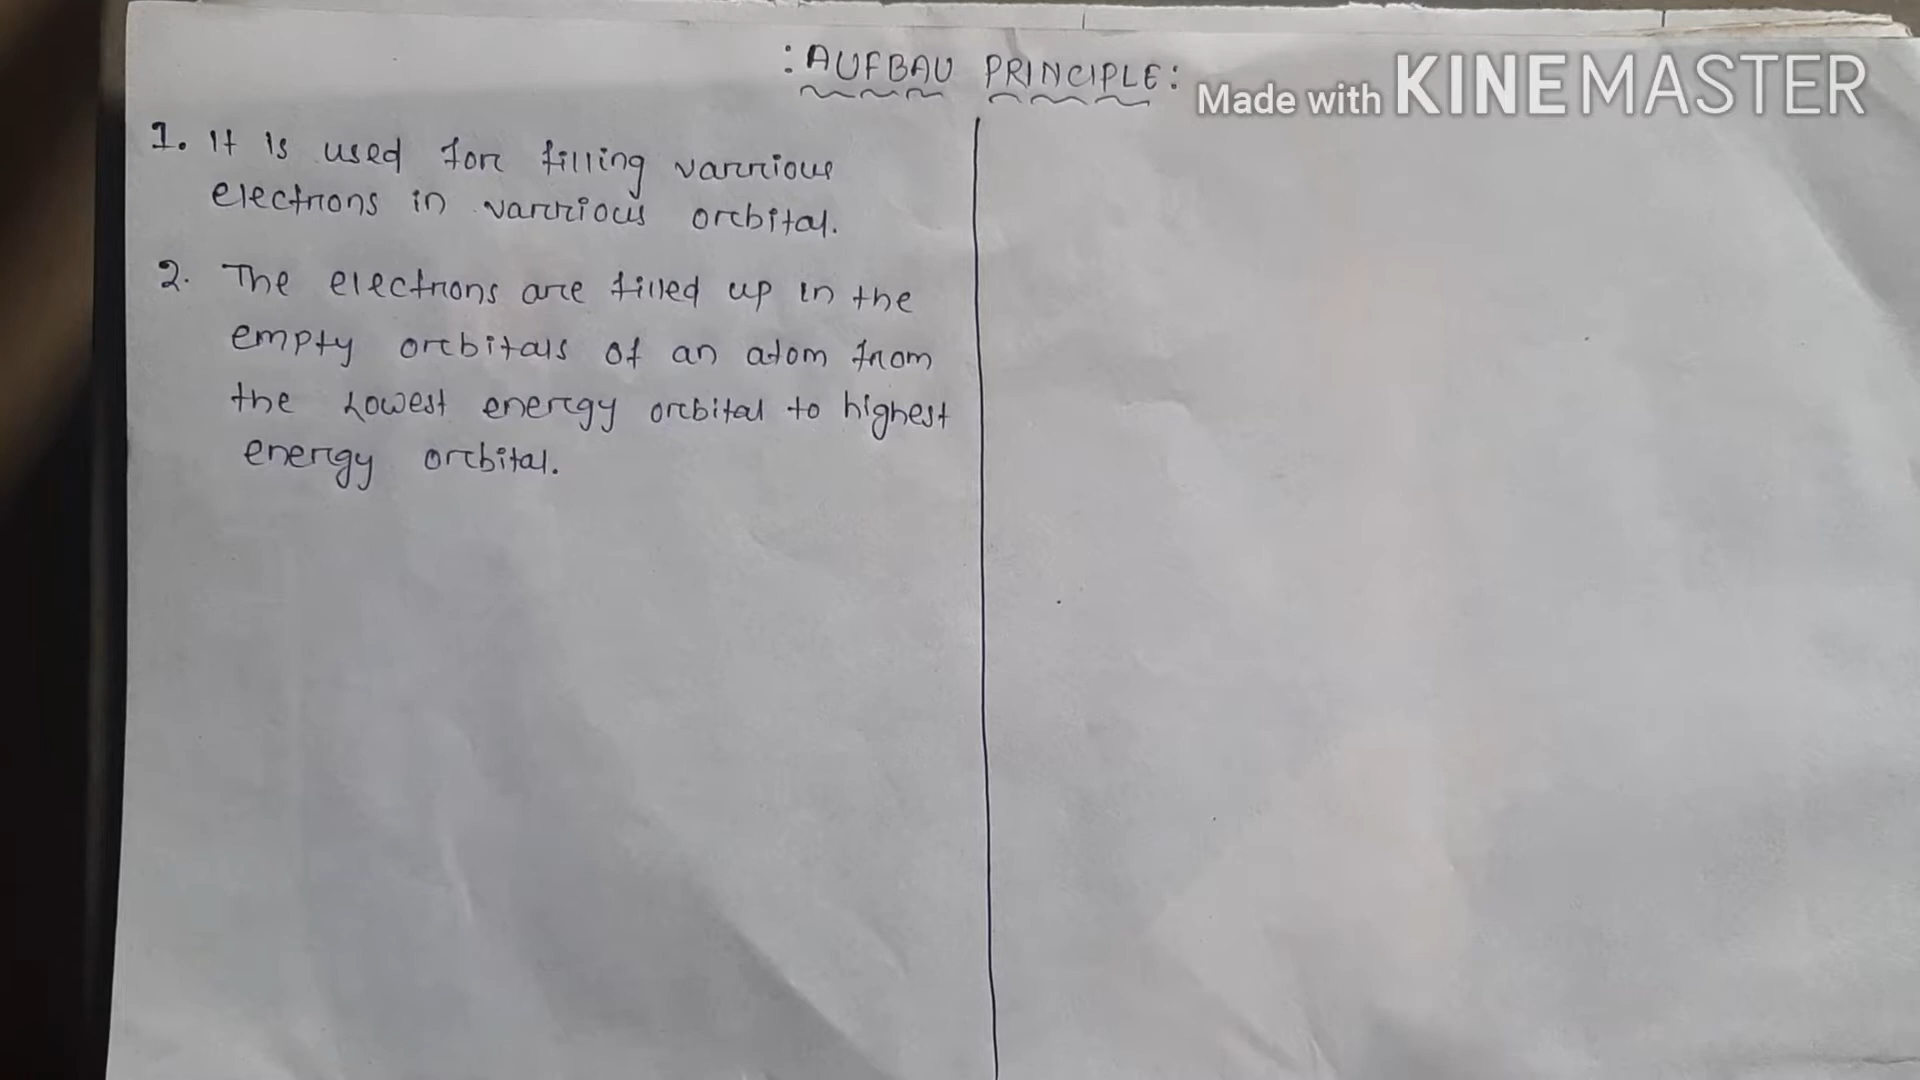 : AUFBAU PRINCIPLE :
Made with KINEMASTER
1. It is used for filling varrious
electrons in varrious orbital.
2. The electrons are filled up in the
empty orbitals of an atom from
the Lowest energy orbital to highest
energy orbital.